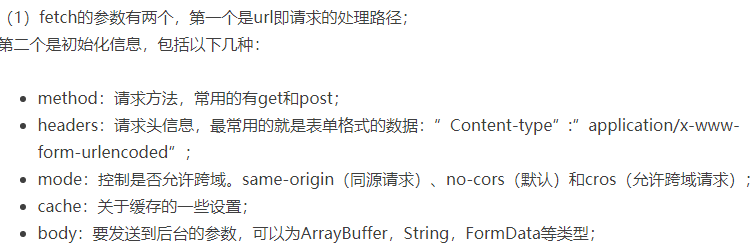 （1）fetch的参数有两个，第一个是url即请求的处理路径；
第二个是初始化信息，包括以下几种：
• method：请求方法，常用的有get和post；
• headers：请求头信息，最常用的就是表单格式的数据：”Content-type”:“application/x-www-
form-urlencoded”；
• mode：控制是否允许跨域。same-origin（同源请求）、no-cors（默认）和cros（允许跨域请求）；
• cache：关于缓存的一些设置；
• body：要发送到后台的参数，可以为ArrayBuffer，String，FormData等类型；